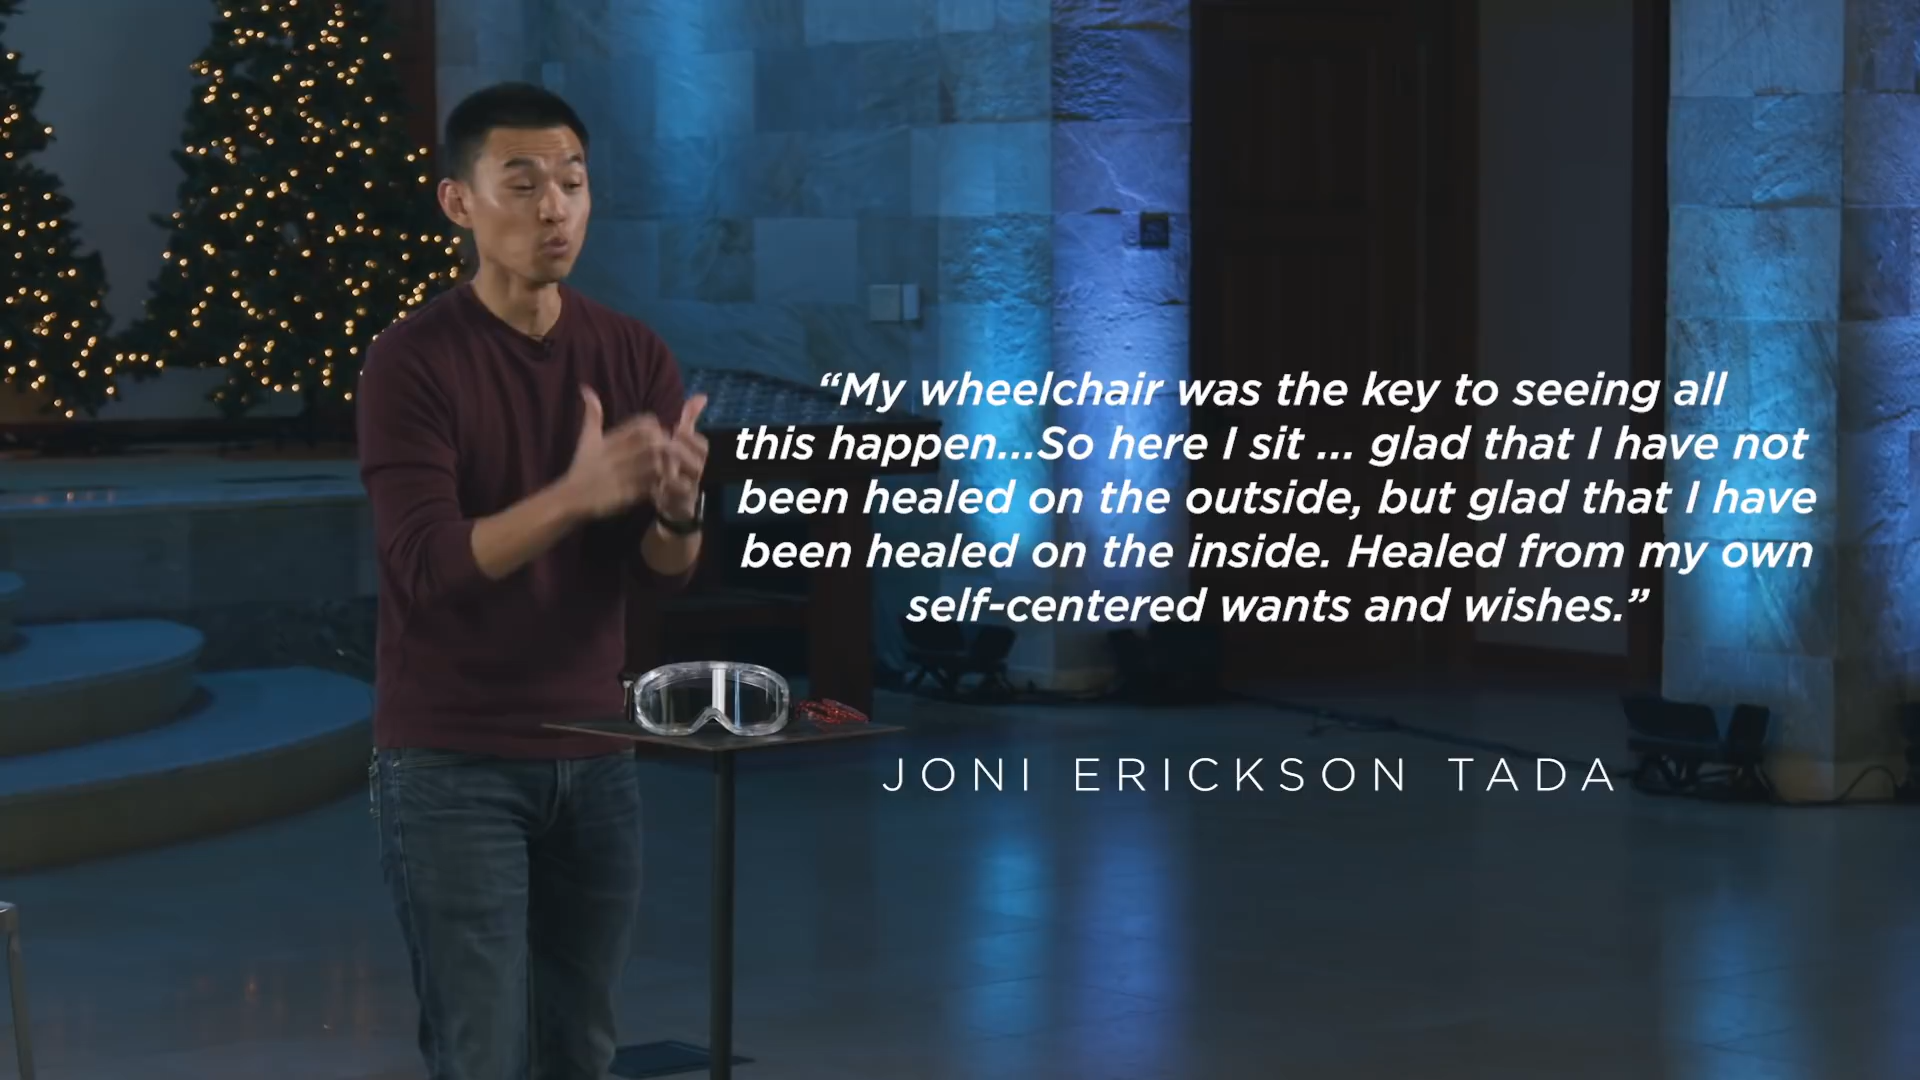 “My wheelchair was the key to seeing all
this happen...So here I sit ... glad that I have not
been healed on the outside, but glad that I have
been healed on the inside. Healed from my own
self-centered wants and wishes.”
JONI ERICKSON TADA